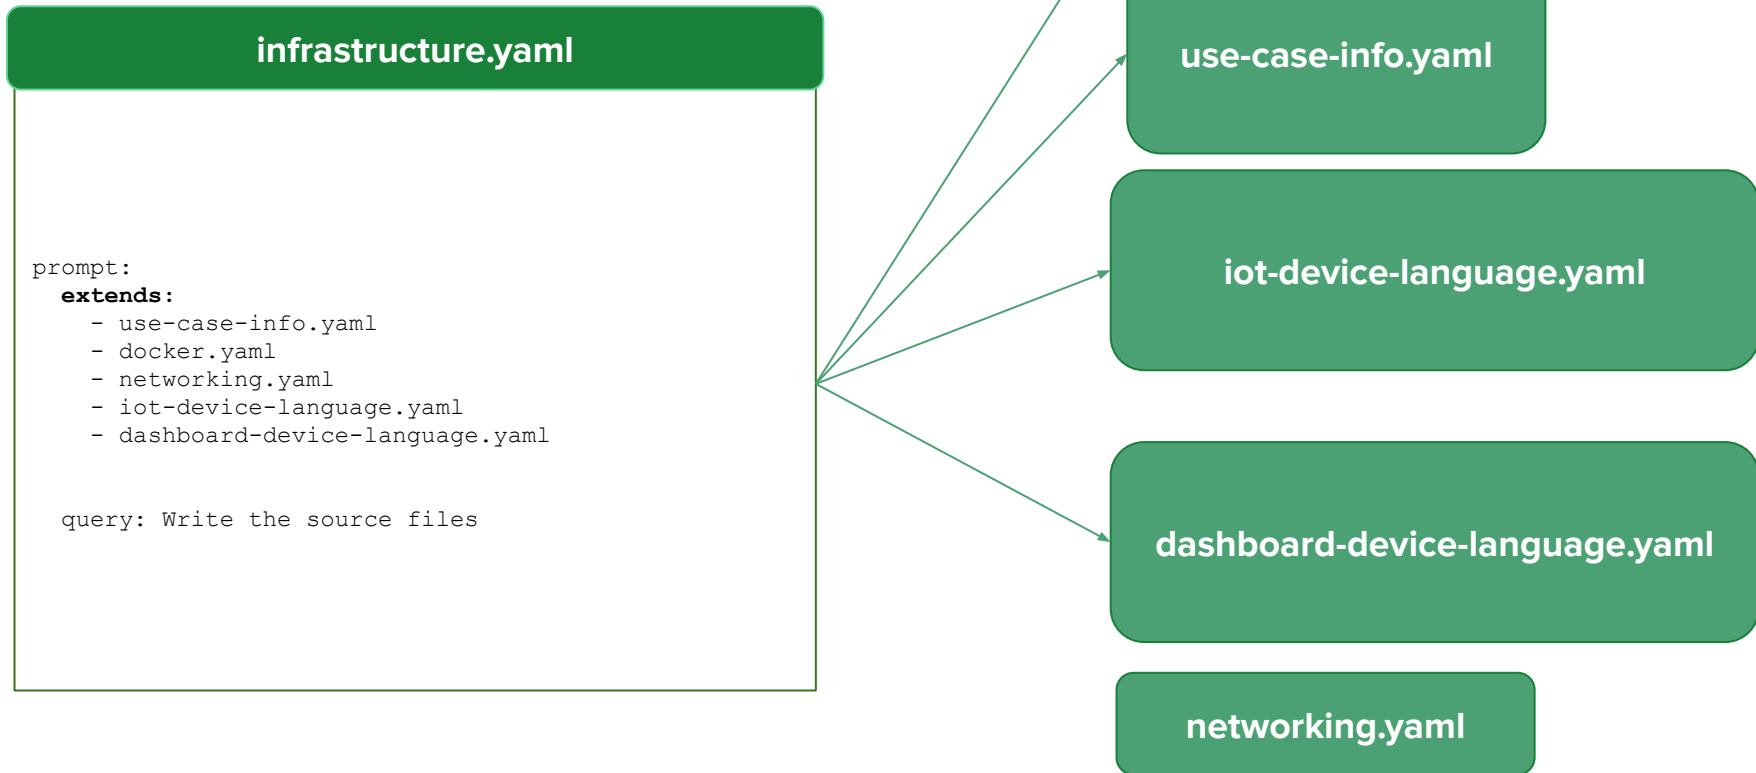 infrastructure.yaml
prompt:
  extends:
    - use-case-info.yaml
    - docker.yaml
    - networking.yaml
    - iot-device-language.yaml
    - dashboard-device-language.yaml
  query: Write the source files
use-case-info.yaml
iot-device-language.yaml
dashboard-device-language.yaml
networking.yaml